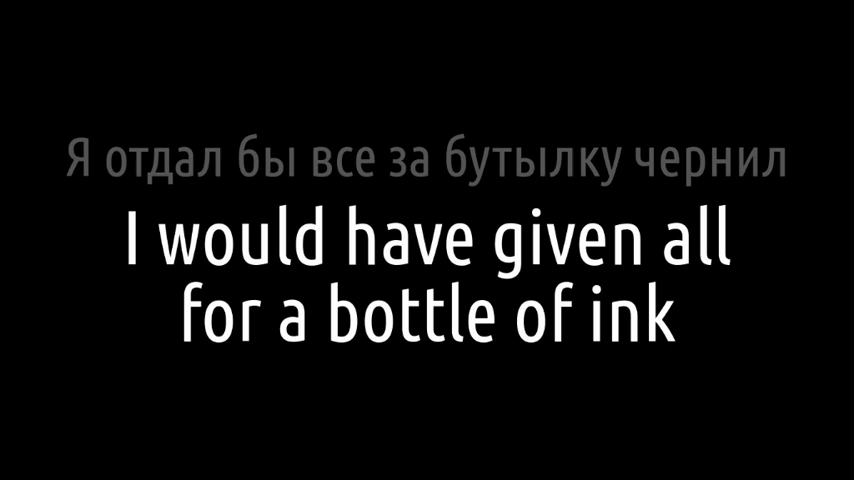 Я отдал бы все за бутылку чернил
I would have given all
for a bottle of ink